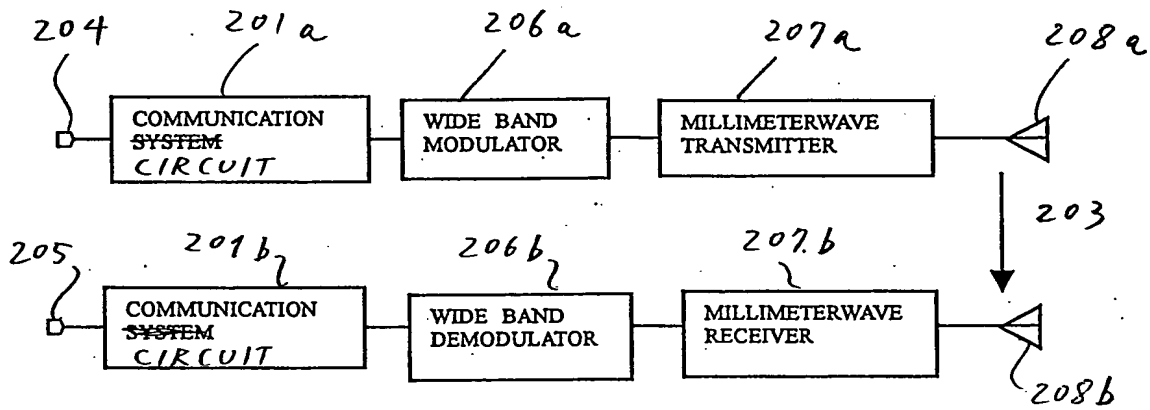 204 201a 206a 207a 208a
COMMUNICATION SYSTEM CIRCUIT
WIDE BAND MODULATOR
MILLIMETERWAVE TRANSMITTER
203
205 201b 206b 207b
COMMUNICATION SYSTEM CIRCUIT
WIDE BAND DEMODULATOR
MILLIMETERWAVE RECEIVER
208b